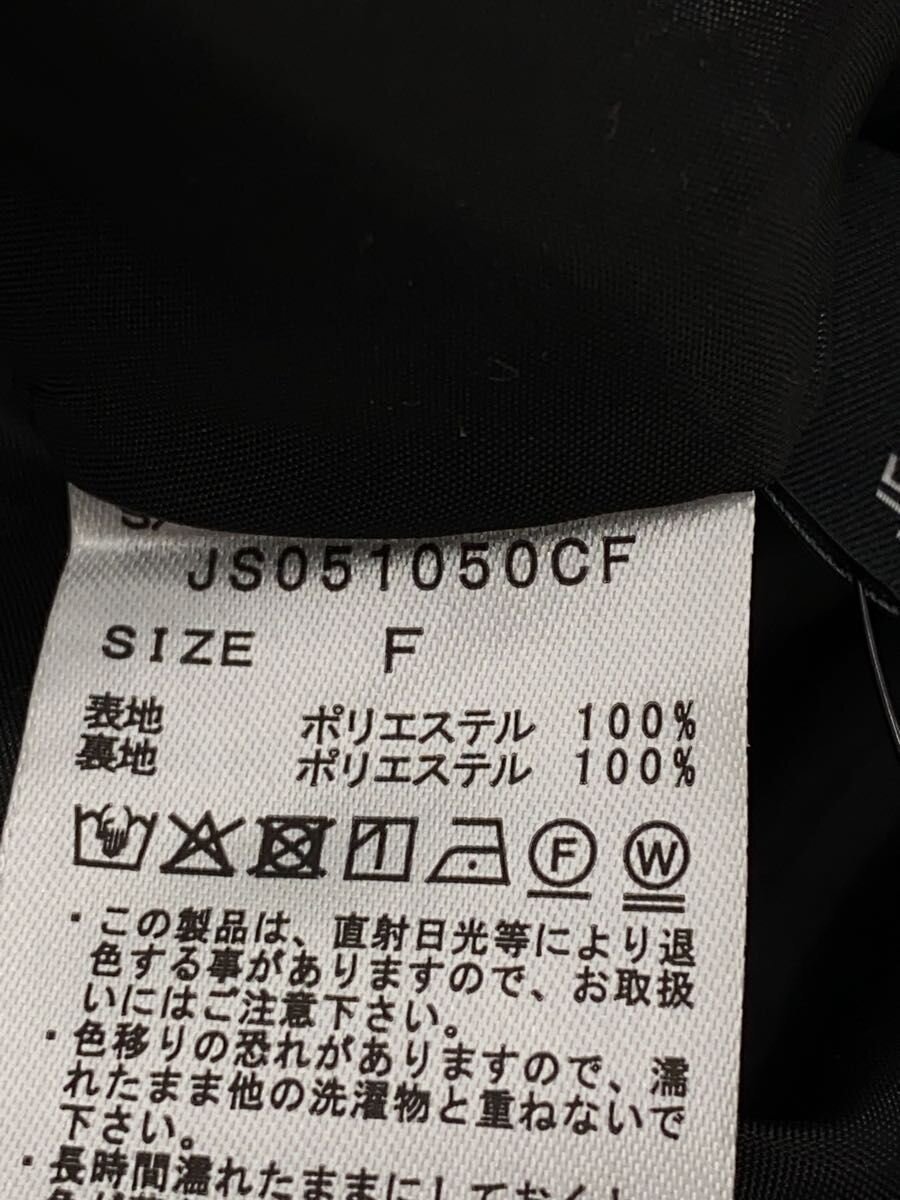 JS051050CF
SIZE F
表地 ポリエステル 100%
裏地 ポリエステル 100%
F W
・この製品は、直射日光等により退
色する事がありますので、お取扱
いにはご注意下さい。
・色移りの恐れがありますので、濡
れたまま他の洗濯物と重ねないで
下さい。
・長時間濡れたままにしておくと